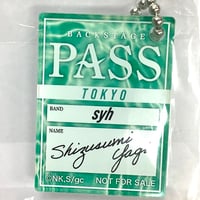 BACKSTAGE
PASS
TOKYO
BAND
syh
NAME
Shizusumi Yagi
©NK,S/gc NOT FOR SALE